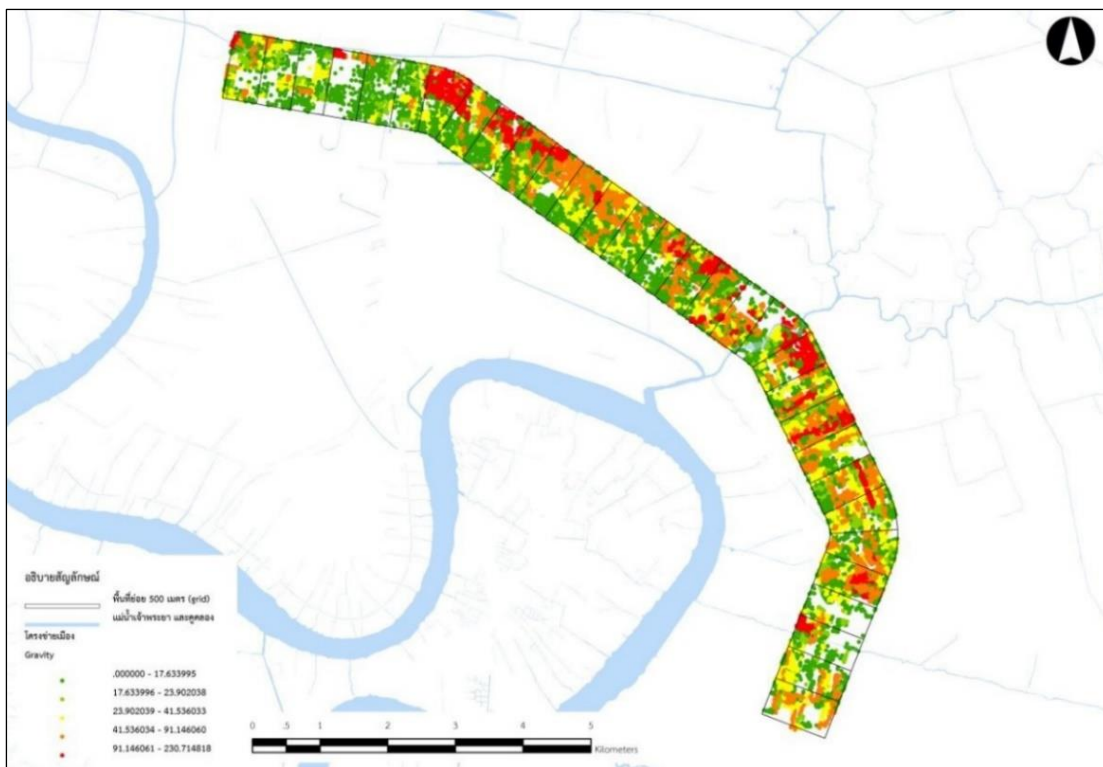 อธิบายสัญลักษณ์
พื้นที่ย่อย 500 เมตร (grid)
แม่น้ำเจ้าพระยา และคูคลอง
โครงข่ายเมือง
Gravity
.000000 - 17.633995
17.633996 - 23.902038
23.902039 - 41.536033
41.536034 - 91.146060
91.146061 - 230.714818
0 .5 1 2 3 4 5
Kilometers